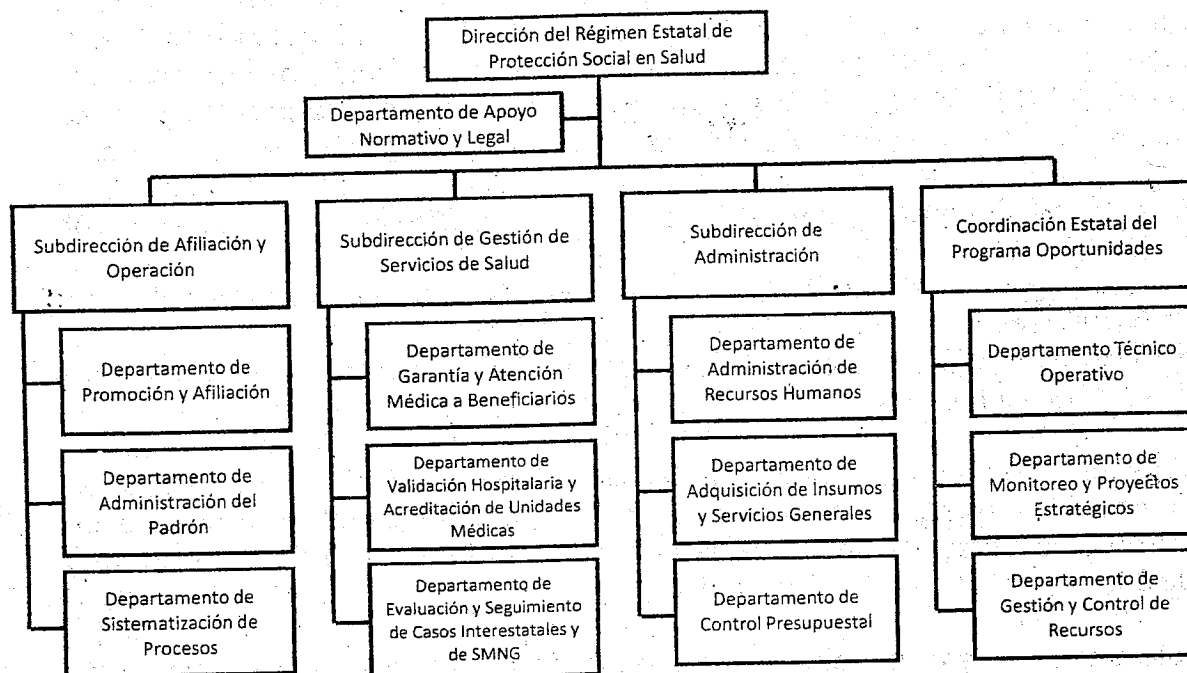 Dirección del Régimen Estatal de
Protección Social en Salud
Departamento de Apoyo
Normativo y Legal
Subdirección de Afiliación y
Operación
Departamento de
Promoción y Afiliación
Departamento de
Administración del
Padrón
Departamento de
Sistematización de
Procesos
Subdirección de Gestión de
Servicios de Salud
Departamento de
Garantía y Atención
Médica a Beneficiarios
Departamento de
Validación Hospitalaria y
Acreditación de Unidades
Médicas
Departamento de
Evaluación y Seguimiento
de Casos Interestatales y
de SMNG
Subdirección de
Administración
Departamento de
Administración de
Recursos Humanos
Departamento de
Adquisición de Insumos
y Servicios Generales
Departamento de
Control Presupuestal
Coordinación Estatal del
Programa Oportunidades
Departamento Técnico
Operativo
Departamento de
Monitoreo y Proyectos
Estratégicos
Departamento de
Gestión y Control de
Recursos